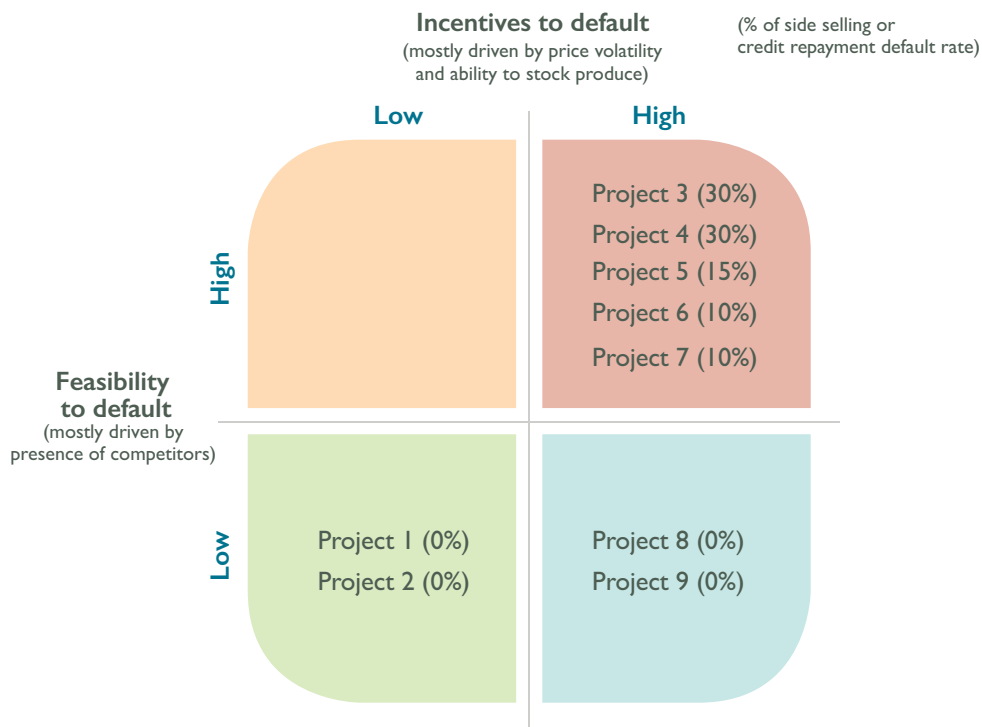 Incentives to default
(mostly driven by price volatility
and ability to stock produce)
(% of side selling or
credit repayment default rate)
Low
High
High
Project 3 (30%)
Project 4 (30%)
Project 5 (15%)
Project 6 (10%)
Project 7 (10%)
Feasibility
to default
(mostly driven by
presence of competitors)
Low
Project 1 (0%)
Project 2 (0%)
Project 8 (0%)
Project 9 (0%)